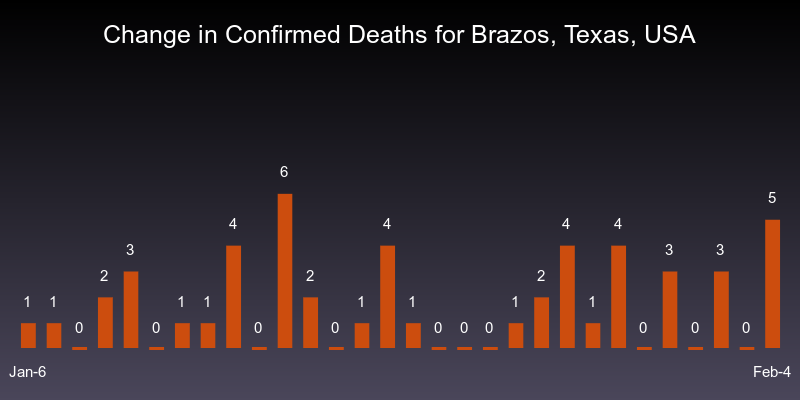 Change in Confirmed Deaths for Brazos, Texas, USA
1 1 0 2 3 0 1 1 4 0 6 2 0 1 4 1 0 0 0 1 2 4 1 4 0 3 0 3 0 5
Jan-6 Feb-4